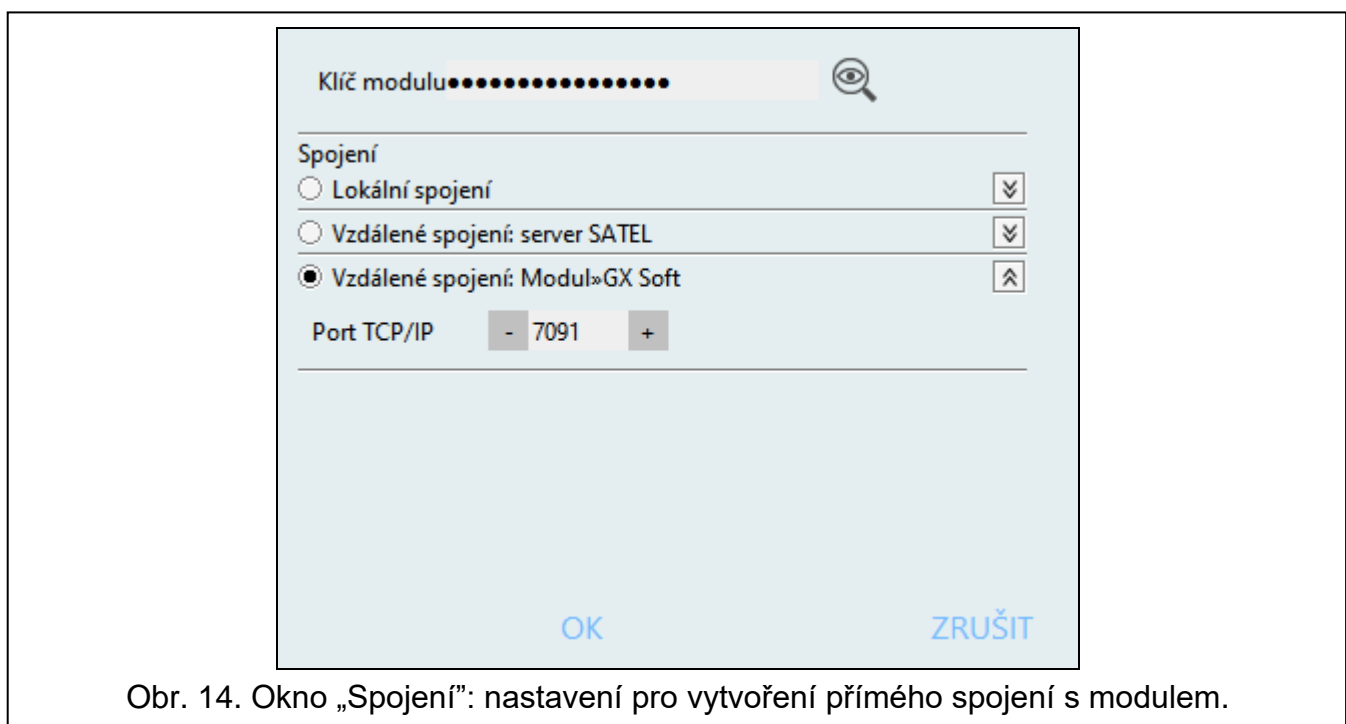 Klíč modulu●●●●●●●●●●●●●●●●
Spojení
Lokální spojení
Vzdálené spojení: server SATEL
Vzdálené spojení: Modul»GX Soft
Port TCP/IP - 7091 +
OK ZRUŠIT
Obr. 14. Okno „Spojení”: nastavení pro vytvoření přímého spojení s modulem.